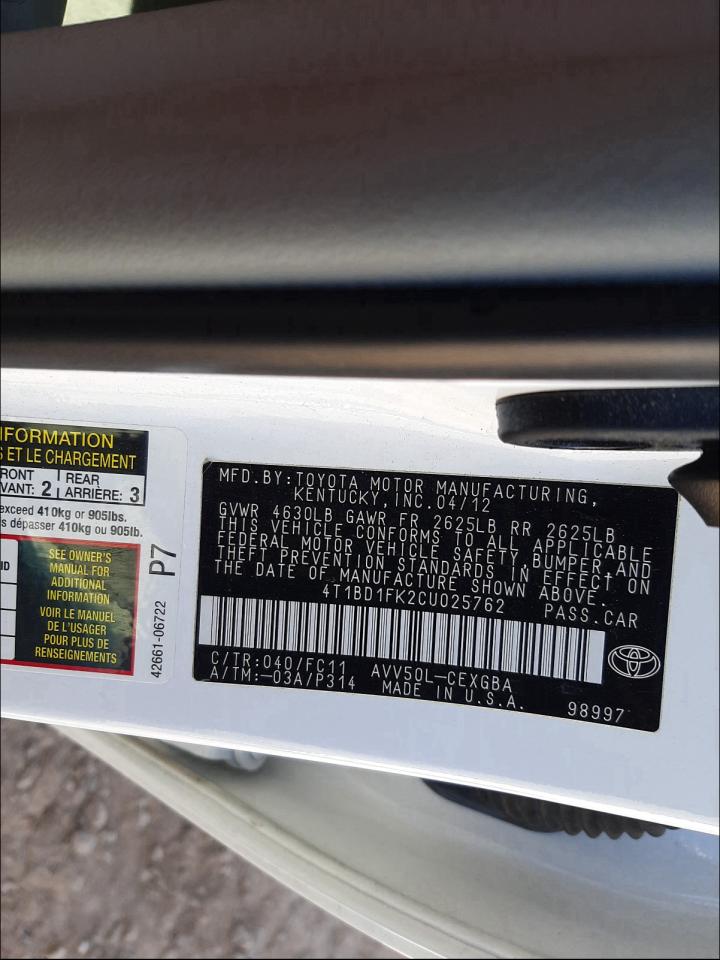 NFORMATION
S ET LE CHARGEMENT
FRONT
VANT: 2
REAR
ARRIÈRE: 3
exceed 410kg or 905lbs.
dépasser 410kg ou 905lb.
SEE OWNER'S
MANUAL FOR
ADDITIONAL
INFORMATION
VOIR LE MANUEL
DE L'USAGER
POUR PLUS DE
RENSEIGNEMENTS
42661-06722
P7
MFD.BY:TOYOTA MOTOR MANUFACTURING,
KENTUCKY,INC.04/12
GVWR 4630LB GAWR FR 2625LB RR 2625LB
THIS VEHICLE CONFORMS TO ALL APPLICABLE
FEDERAL MOTOR VEHICLE SAFETY,BUMPER,AND
THEFT PREVENTION STANDARDS IN EFFECT ON
THE DATE OF MANUFACTURE SHOWN ABOVE.
4T1BD1FK2CU025762 PASS.CAR
C/TR:040/FC11 AVV50L-CEXGBA
A/TM:-03A/P314 MADE IN U.S.A.
98997